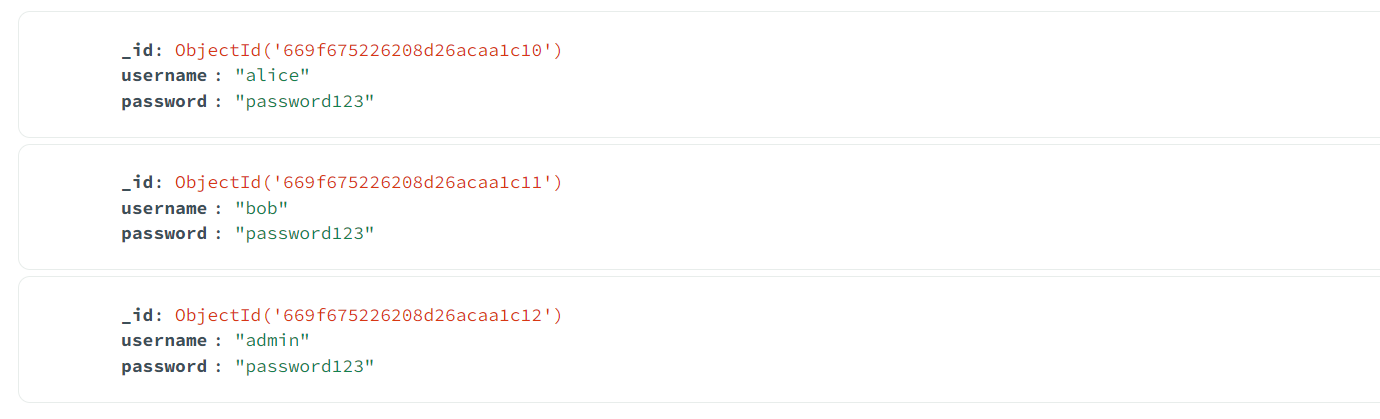 _id: ObjectId('669f675226208d26acaa1c10')
username : "alice"
password : "password123"
_id: ObjectId('669f675226208d26acaa1c11')
username : "bob"
password : "password123"
_id: ObjectId('669f675226208d26acaa1c12')
username : "admin"
password : "password123"